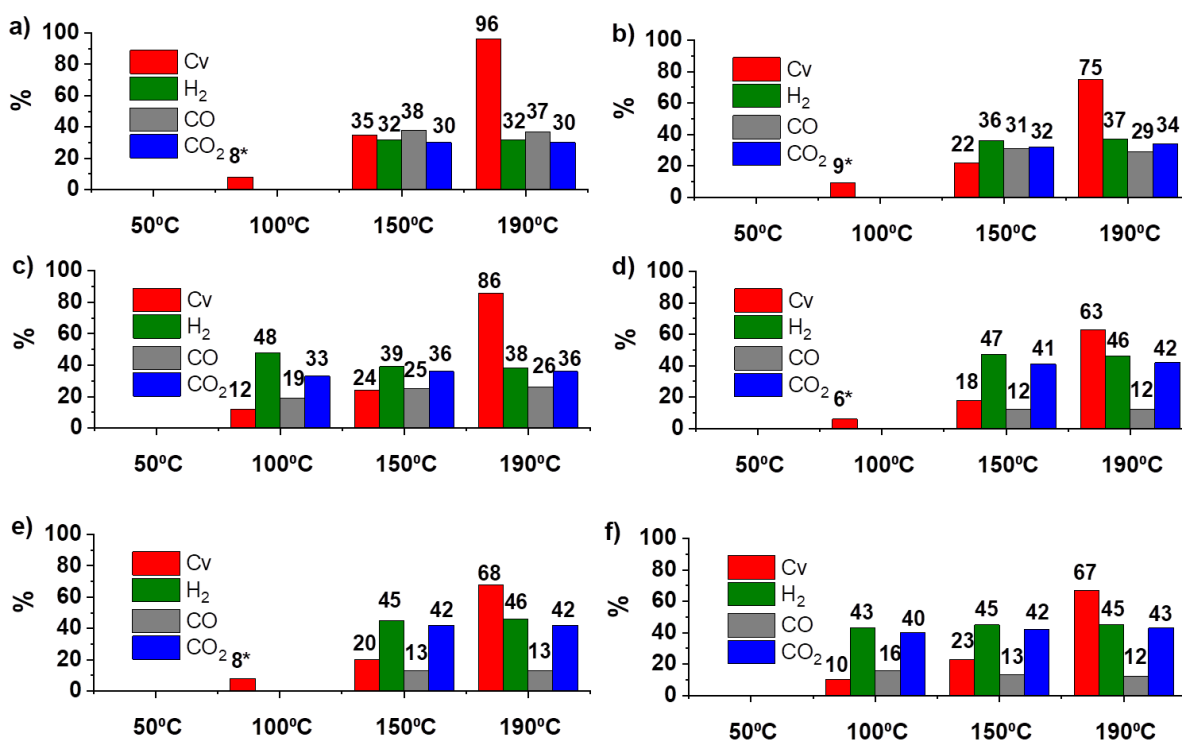 a)
100
80
60
40
20
0
%
Cv
H2
CO
CO2
8*
35
32
38
30
96
32
37
30
50ºC 100ºC 150ºC 190ºC
b)
100
80
60
40
20
0
%
Cv
H2
CO
CO2
9*
22
36
31
32
75
37
29
34
50ºC 100ºC 150ºC 190ºC
c)
100
80
60
40
20
0
%
Cv
H2
CO
CO2
12
48
19
33
24
39
25
36
86
38
26
36
50ºC 100ºC 150ºC 190ºC
d)
100
80
60
40
20
0
%
Cv
H2
CO
CO2
6*
18
47
12
41
63
46
12
42
50ºC 100ºC 150ºC 190ºC
e)
100
80
60
40
20
0
%
Cv
H2
CO
CO2
8*
20
45
13
42
68
46
13
42
50ºC 100ºC 150ºC 190ºC
f)
100
80
60
40
20
0
%
Cv
H2
CO
CO2
10
43
16
40
23
45
13
42
67
45
12
43
50ºC 100ºC 150ºC 190ºC